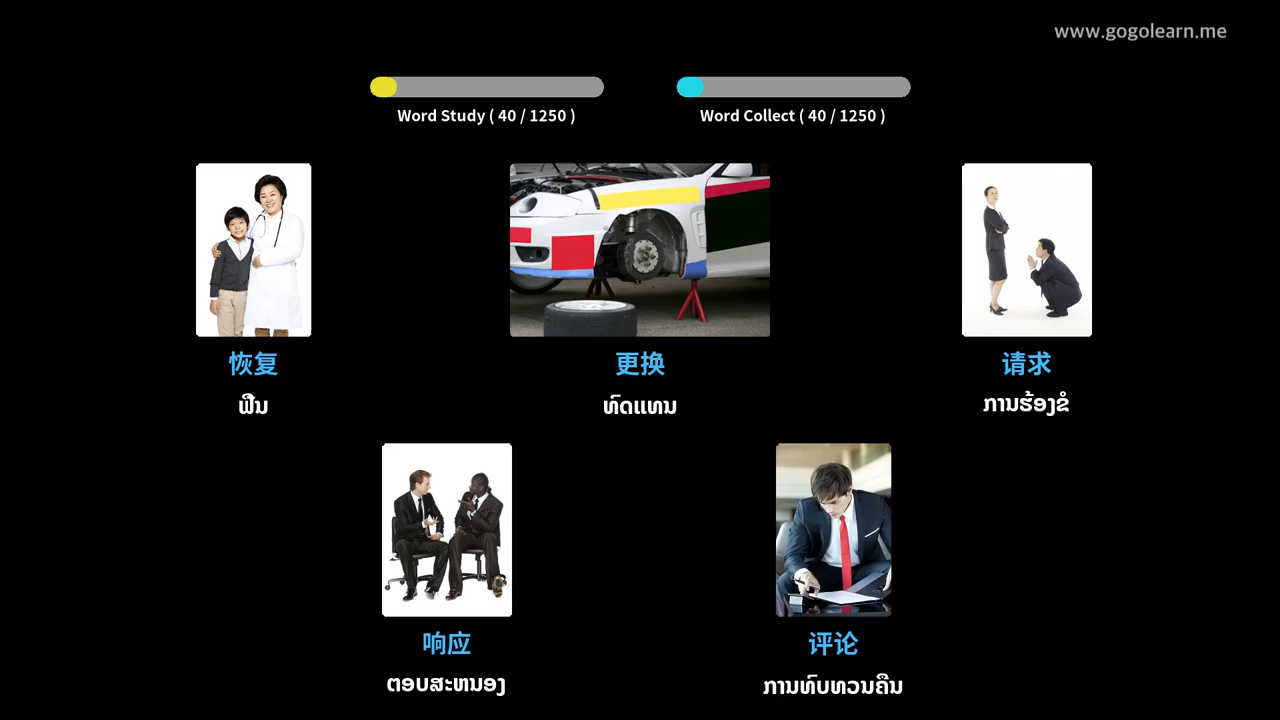 www.gogolearn.me
Word Study ( 40 / 1250 )
Word Collect ( 40 / 1250 )
恢复
ຟື້ນ
更换
ທົດແທນ
请求
ການຮ້ອງຂໍ
响应
ຕອບສະໜອງ
评论
ການທົບທວນຄືນ